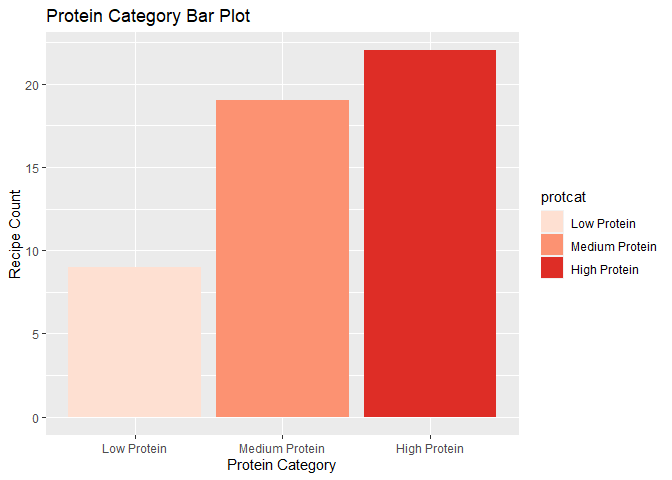 Protein Category Bar Plot
Recipe Count
20
15
10
5
0
Low Protein
Medium Protein
High Protein
Protein Category
protcat
Low Protein
Medium Protein
High Protein